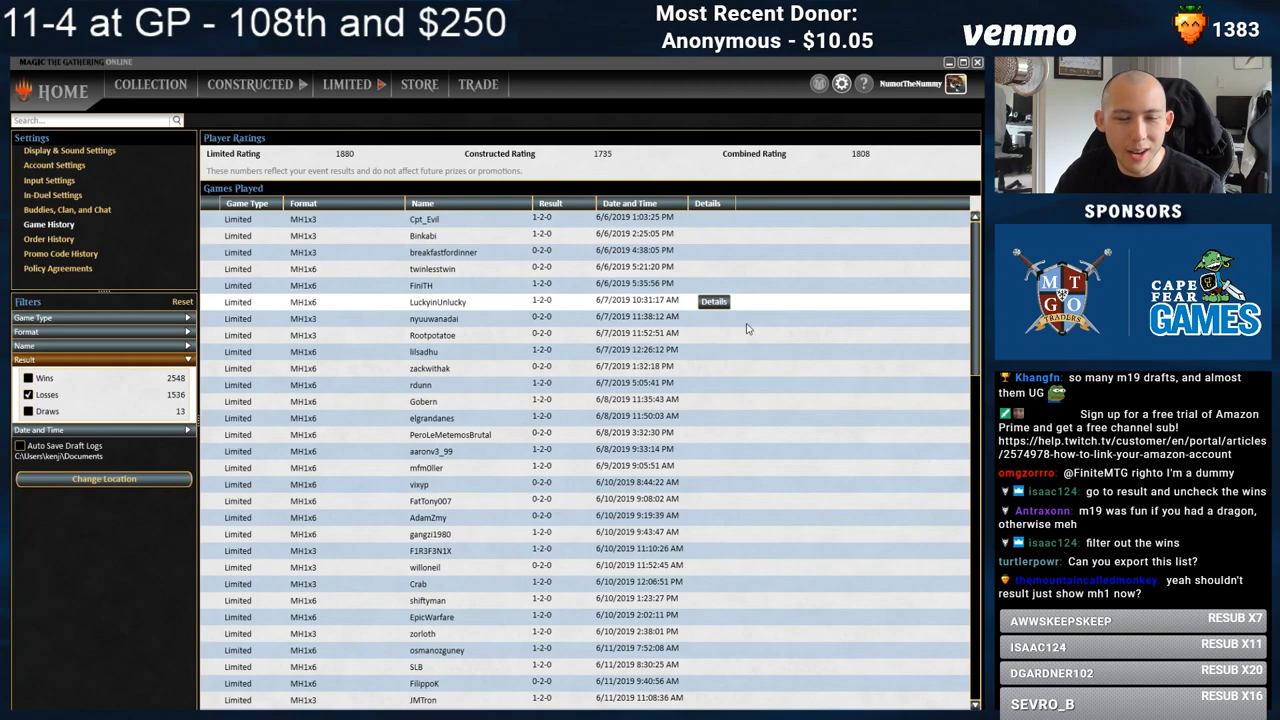 11-4 at GP - 108th and $250
Most Recent Donor:
Anonymous - $10.05
venmo
1383
MAGIC THE GATHERING ONLINE
HOME
COLLECTION
CONSTRUCTED
LIMITED
STORE
TRADE
NumotTheNummy
Search...
Settings
Display & Sound Settings
Account Settings
Input Settings
In-Duel Settings
Buddies, Clan, and Chat
Game History
Order History
Promo Code History
Policy Agreements
Filters Reset
Game Type
Format
Name
Result
Wins 2548
Losses 1536
Draws 13
Date and Time
Auto Save Draft Logs
C:\Users\kenji\Documents
Change Location
Player Ratings
Limited Rating 1880 Constructed Rating 1735 Combined Rating 1808
These numbers reflect your event results and do not affect future prizes or promotions.
Games Played
Game Type Format Name Result Date and Time Details
Limited MH1x3 Cpt_Evil 1-2-0 6/6/2019 1:03:25 PM
Limited MH1x3 Binkabi 1-2-0 6/6/2019 2:25:05 PM
Limited MH1x3 breakfastfordinner 0-2-0 6/6/2019 4:38:05 PM
Limited MH1x6 twinlesstwin 0-2-0 6/6/2019 5:21:20 PM
Limited MH1x6 FiniTH 0-2-0 6/6/2019 5:35:56 PM
Limited MH1x6 LuckyinUnlucky 1-2-0 6/7/2019 10:31:17 AM Details
Limited MH1x3 nyuuwanadai 0-2-0 6/7/2019 11:38:12 AM
Limited MH1x3 Rootpotatoe 0-2-0 6/7/2019 11:52:51 AM
Limited MH1x6 lilsadhu 1-2-0 6/7/2019 12:26:12 PM
Limited MH1x6 zackwithak 0-2-0 6/7/2019 1:32:18 PM
Limited MH1x6 rdunn 1-2-0 6/7/2019 5:05:41 PM
Limited MH1x6 Gobern 1-2-0 6/8/2019 11:35:43 AM
Limited MH1x6 elgrandanes 0-2-0 6/8/2019 11:50:03 AM
Limited MH1x6 PeroLeMetemosBrutal 0-2-0 6/8/2019 3:32:30 PM
Limited MH1x6 aaronv3_99 0-2-0 6/8/2019 9:33:14 PM
Limited MH1x6 mfm0ller 1-2-0 6/9/2019 9:05:51 AM
Limited MH1x6 vixyp 0-2-0 6/10/2019 8:44:22 AM
Limited MH1x6 FatTony007 0-2-0 6/10/2019 9:08:02 AM
Limited MH1x6 AdamZmy 0-2-0 6/10/2019 9:19:39 AM
Limited MH1x6 gangzi1980 1-2-0 6/10/2019 9:43:47 AM
Limited MH1x3 F1R3F3N1X 1-2-0 6/10/2019 11:10:26 AM
Limited MH1x3 willoneil 0-2-0 6/10/2019 11:52:45 AM
Limited MH1x3 Crab 1-2-0 6/10/2019 12:06:51 PM
Limited MH1x6 shiftyman 1-2-0 6/10/2019 1:23:27 PM
Limited MH1x6 EpicWarfare 1-2-0 6/10/2019 2:02:11 PM
Limited MH1x3 zorloth 1-2-0 6/10/2019 2:38:01 PM
Limited MH1x6 osmanozguney 1-2-0 6/11/2019 7:52:08 AM
Limited MH1x6 SLB 1-2-0 6/11/2019 8:30:25 AM
Limited MH1x6 FilippoK 0-2-0 6/11/2019 9:40:56 AM
Limited MH1x3 JMTron 1-2-0 6/11/2019 11:08:36 AM
SPONSORS
MTGO
TRADERS
CAPE
FEAR
GAMES
Khangfn: so many m19 drafts, and almost
them UG
Sign up for a free trial of Amazon
Prime and get a free channel sub!
https://help.twitch.tv/customer/en/portal/articles
/2574978-how-to-link-your-amazon-account
omgzorrro: @FiniteMTG righto I'm a dummy
isaac124: go to result and uncheck the wins
Antraxonn: m19 was fun if you had a dragon,
otherwise meh
isaac124: filter out the wins
turtlerpowr: Can you export this list?
themountaincalledmonkey: yeah shouldn't
result just show mh1 now?
AWWSKEEPSKEEP RESUB X7
ISAAC124 RESUB X11
DGARDNER102 RESUB X20
SEVRO_B RESUB X16